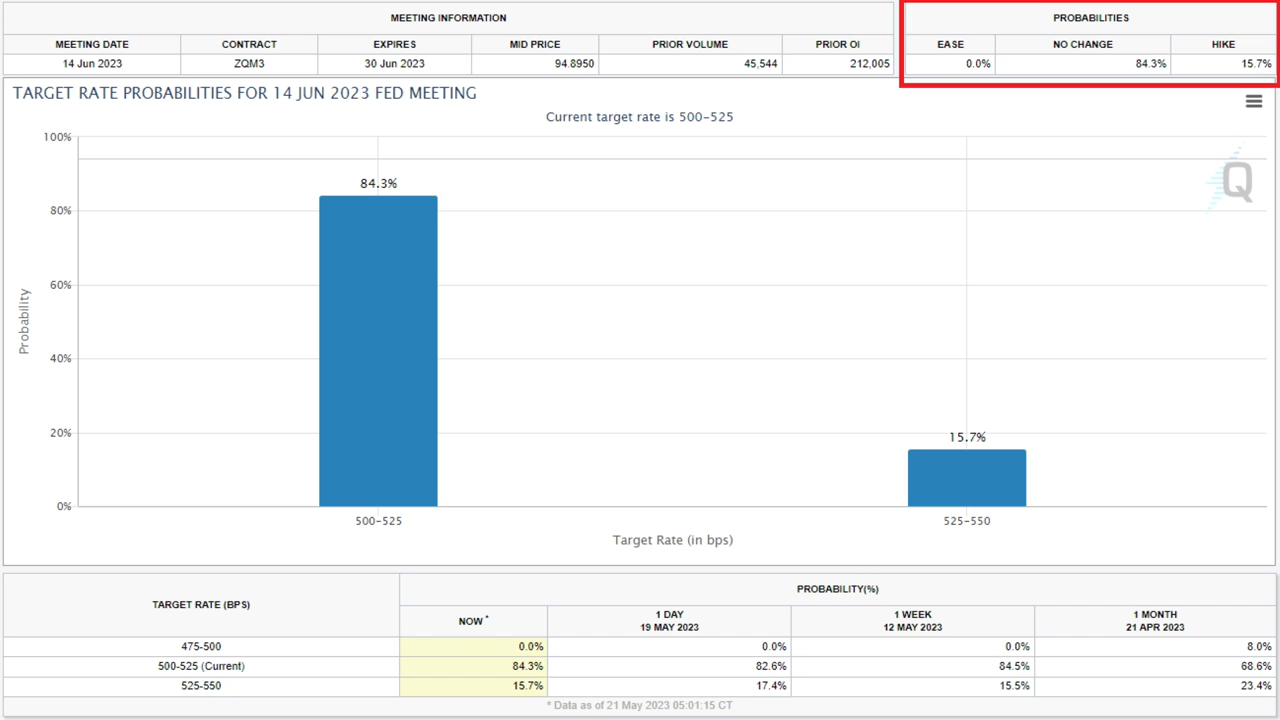 MEETING INFORMATION
MEETING DATE CONTRACT EXPIRES MID PRICE PRIOR VOLUME PRIOR OI
14 Jun 2023 ZQM3 30 Jun 2023 94.8950 45,544 212,005
PROBABILITIES
EASE NO CHANGE HIKE
0.0% 84.3% 15.7%
TARGET RATE PROBABILITIES FOR 14 JUN 2023 FED MEETING
Current target rate is 500-525
100%
80%
60%
40%
20%
0%
Probability
84.3%
15.7%
500-525 525-550
Target Rate (in bps)
Q
TARGET RATE (BPS) PROBABILITY(%)
NOW * 1 DAY 1 WEEK 1 MONTH
19 MAY 2023 12 MAY 2023 21 APR 2023
475-500 0.0% 0.0% 0.0% 8.0%
500-525 (Current) 84.3% 82.6% 84.5% 68.6%
525-550 15.7% 17.4% 15.5% 23.4%
* Data as of 21 May 2023 05:01:15 CT